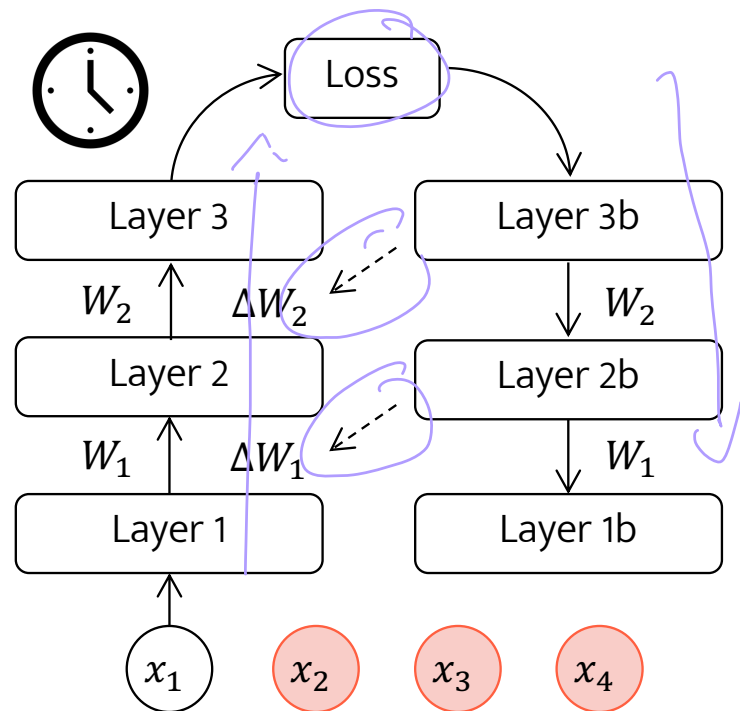 Loss
Layer 3 Layer 3b
W₂ ΔW₂ W₂
Layer 2 Layer 2b
W₁ ΔW₁ W₁
Layer 1 Layer 1b
x₁ x₂ x₃ x₄